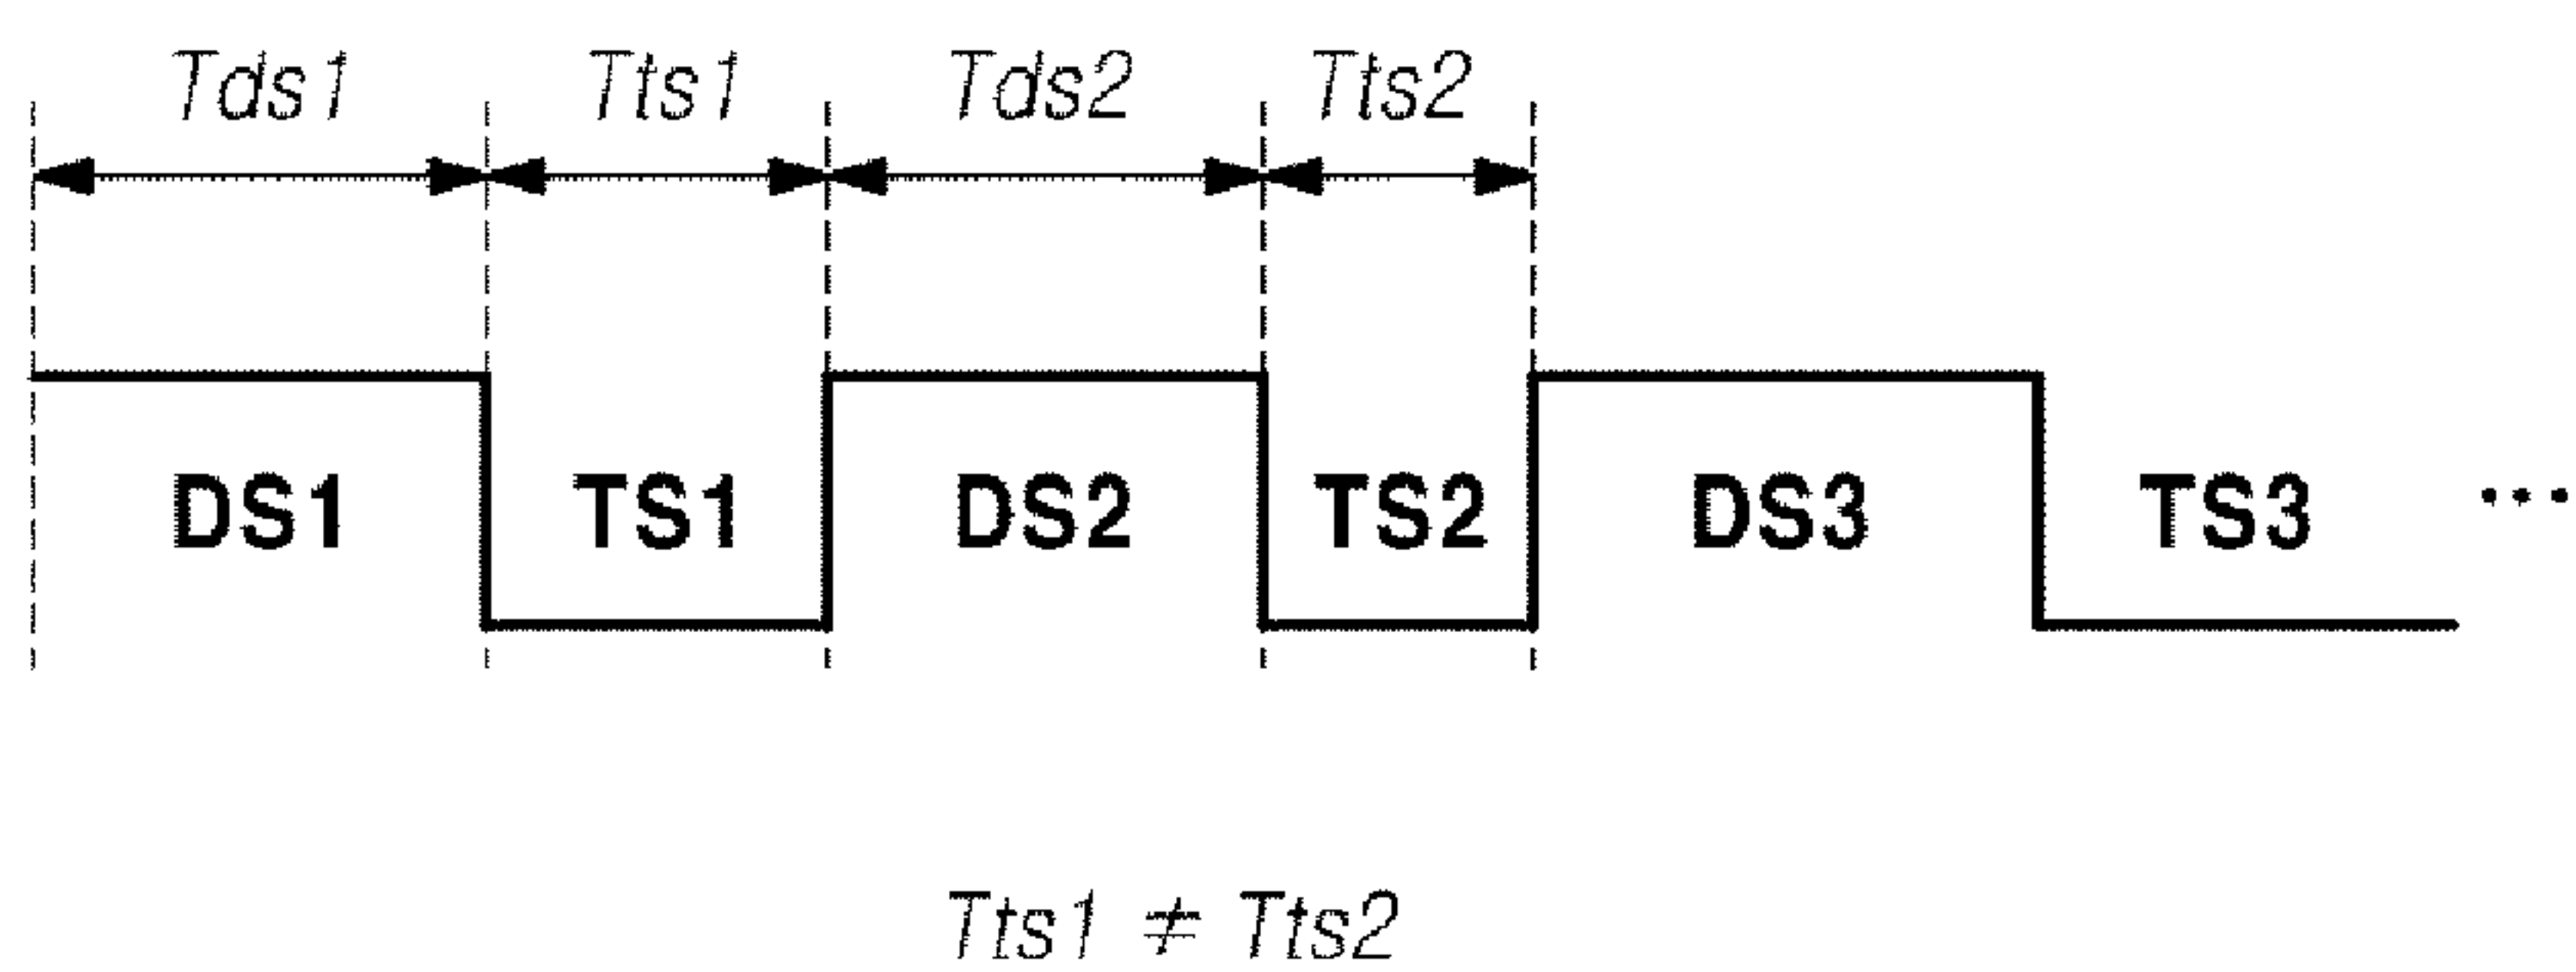 Tds1 Tts1 Tds2 Tts2
DS1 TS1 DS2 TS2 DS3 TS3 ...
Tts1 ≠ Tts2